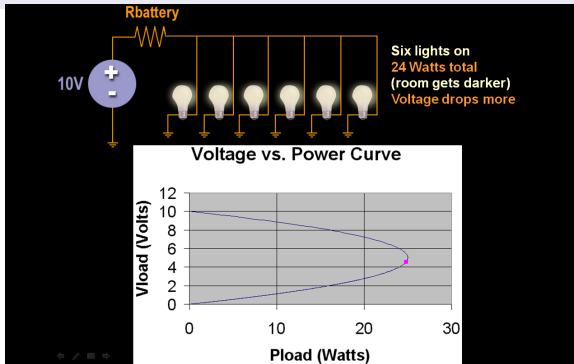 Rbattery
10V
+
-
Six lights on
24 Watts total
(room gets darker)
Voltage drops more
Voltage vs. Power Curve
Vload (Volts)
12
10
8
6
4
2
0
0 10 20 30
Pload (Watts)